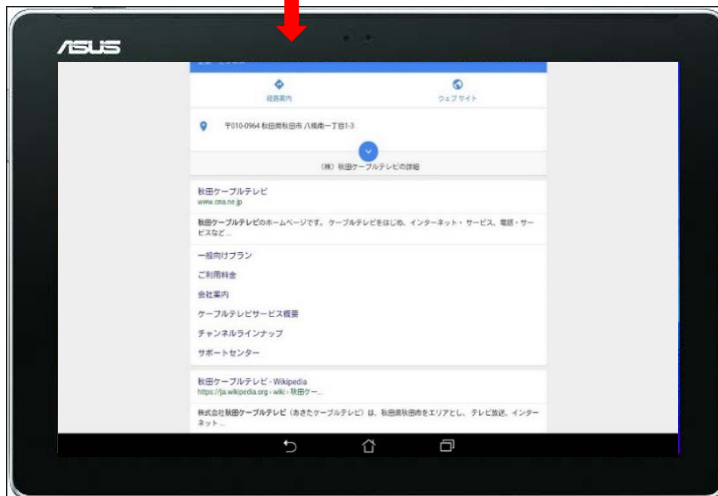 ASUS
経路案内
ウェブサイト
〒010-0964 秋田県秋田市 八橋南一丁目1-3
(株) 秋田ケーブルテレビの詳細
秋田ケーブルテレビ
www.cna.ne.jp
秋田ケーブルテレビのホームページです。 ケーブルテレビをはじめ、インターネット・ サービス、電話・サー
ビスなど ...
一般向けプラン
ご利用料金
会社案内
ケーブルテレビサービス概要
チャンネルラインナップ
サポートセンター
秋田ケーブルテレビ - Wikipedia
https://ja.wikipedia.org › wiki › 秋田ケー...
株式会社秋田ケーブルテレビ（あきたケーブルテレビ）は、秋田県秋田市をエリアとし、 テレビ放送、インター
ネット ...